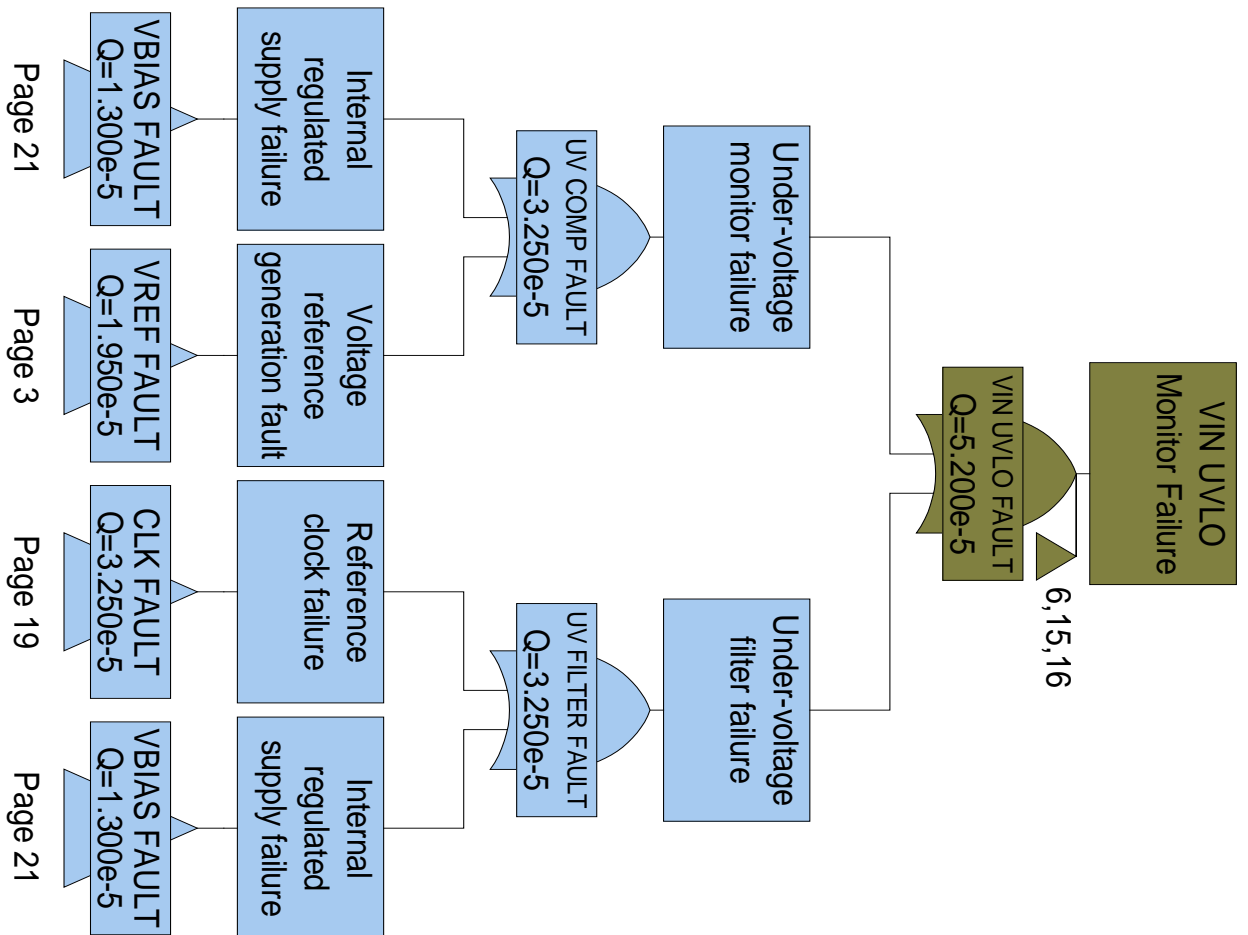 VIN UVLO
Monitor Failure
VIN UVLO FAULT
Q=5.200e-5
6,15,16
Under-voltage
monitor failure
UV COMP FAULT
Q=3.250e-5
Under-voltage
filter failure
UV FILTER FAULT
Q=3.250e-5
Internal
regulated
supply failure
VBIAS FAULT
Q=1.300e-5
Page 21
Voltage
reference
generation fault
VREF FAULT
Q=1.950e-5
Page 3
Reference
clock failure
CLK FAULT
Q=3.250e-5
Page 19
Internal
regulated
supply failure
VBIAS FAULT
Q=1.300e-5
Page 21